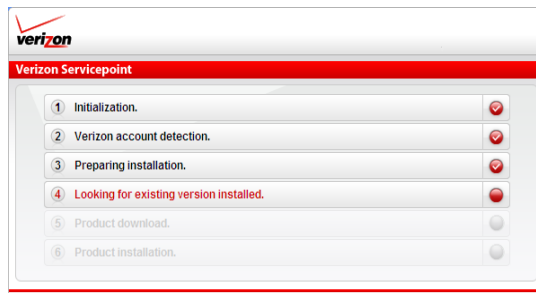 verizon
Verizon Servicepoint
1 Initialization.
2 Verizon account detection.
3 Preparing installation.
4 Looking for existing version installed.
5 Product download.
6 Product installation.